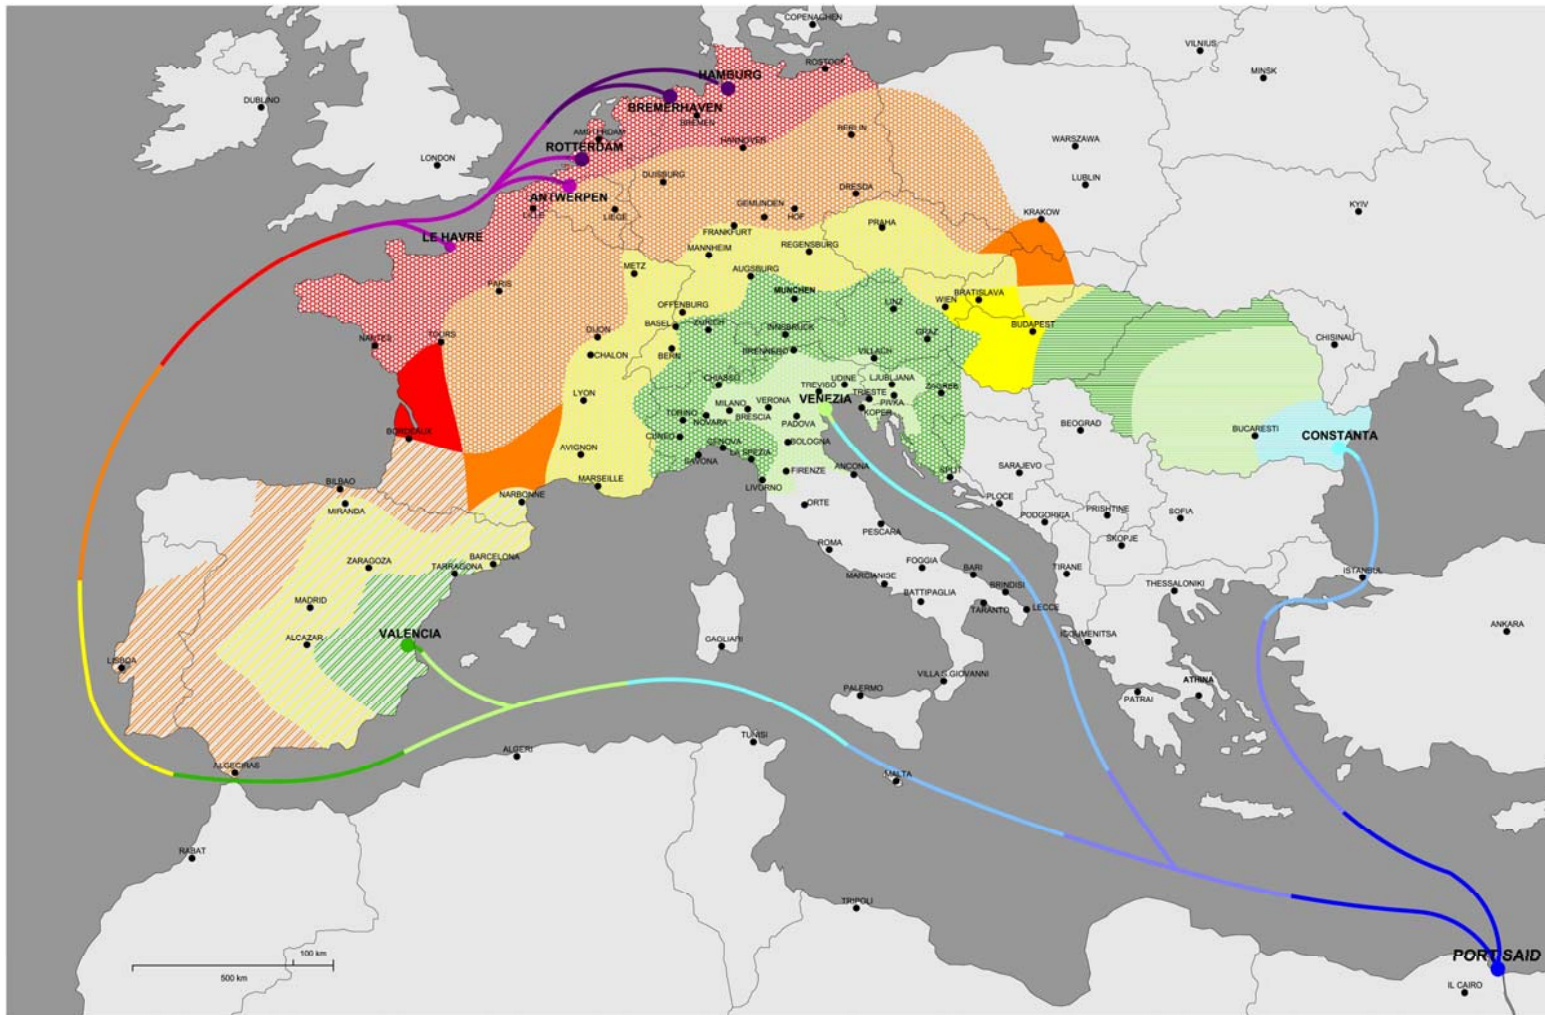 COPENAGHEN
VILNIUS
ROSTOCK
HAMBURG
MINSK
DUBLINO
BREMERHAVEN
BREMEN
AMSTERDAM
BERLIN
ROTTERDAM
HANNOVER
WARSZAWA
LONDON
DUISBURG
LUBLIN
ANTWERPEN
DRESDA
LILLE
LIEGE
GEMUNDEN
HOF
KRAKOW
KYIV
LE HAVRE
FRANKFURT
PRAHA
MANNHEIM
REGENSBURG
METZ
AUGSBURG
PARIS
MUNCHEN
BRATISLAVA
OFFENBURG
LINZ
WIEN
BASEL
ZURICH
INNSBRUCK
GRAZ
BUDAPEST
CHISINAU
NANTES
TOURS
DIJON
BERN
BRENNERO
VILLACH
CHALON
CHIASSO
UDINE
LJUBLJANA
TREVISO
TRIESTE
ZAGREB
LYON
MILANO
VERONA
VENEZIA
PIVKA
TORINO
NOVARA
BRESCIA
PADOVA
KOPER
BORDEAUX
CUNEO
GENOVA
BOLOGNA
BEOGRAD
BUCARESTI
CONSTANTA
AVIGNON
SAVONA
LA SPEZIA
FIRENZE
ANCONA
SPLIT
SARAJEVO
BILBAO
MARSEILLE
LIVORNO
MIRANDA
NARBONNE
ORTE
PLOCE
PRISHTINE
SOFIA
PODGORICA
PESCARA
SKOPJE
ZARAGOZA
BARCELONA
TARRAGONA
ROMA
FOGGIA
BARI
TIRANE
ISTANBUL
MARCIANISE
BRINDISI
THESSALONIKI
MADRID
BATTIPAGLIA
TARANTO
LECCE
ALCAZAR
VALENCIA
CAGLIARI
IGOUMENITSA
ANKARA
LISBOA
VILLA S.GIOVANNI
ATHINA
PALERMO
PATRAI
TUNISI
ALGERI
ALGECIRAS
MALTA
RABAT
TRIPOLI
100 km
500 km
PORT SAID
IL CAIRO